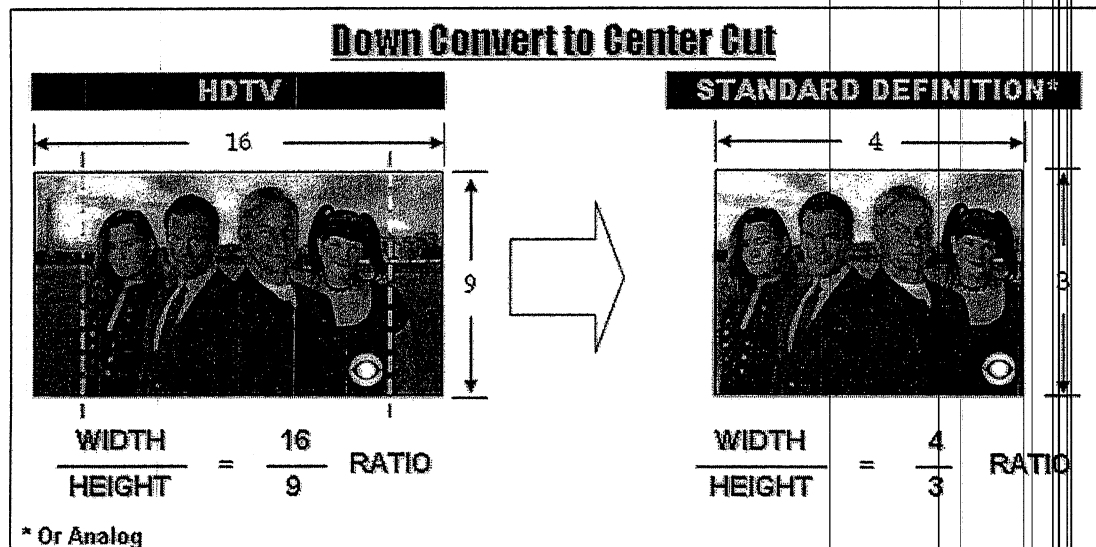 Down Convert to Center Cut
HDTV
STANDARD DEFINITION*
16
4
9
3
WIDTH
HEIGHT
=
16
9
RATIO
WIDTH
HEIGHT
=
4
3
RATIO
* Or Analog